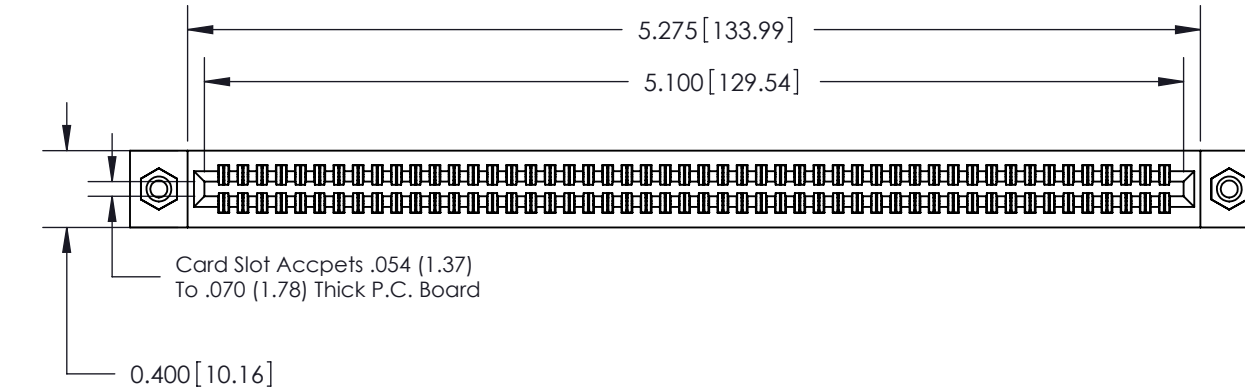 5.275[133.99]
5.100[129.54]
Card Slot Accpets .054 (1.37)
To .070 (1.78) Thick P.C. Board
0.400[10.16]